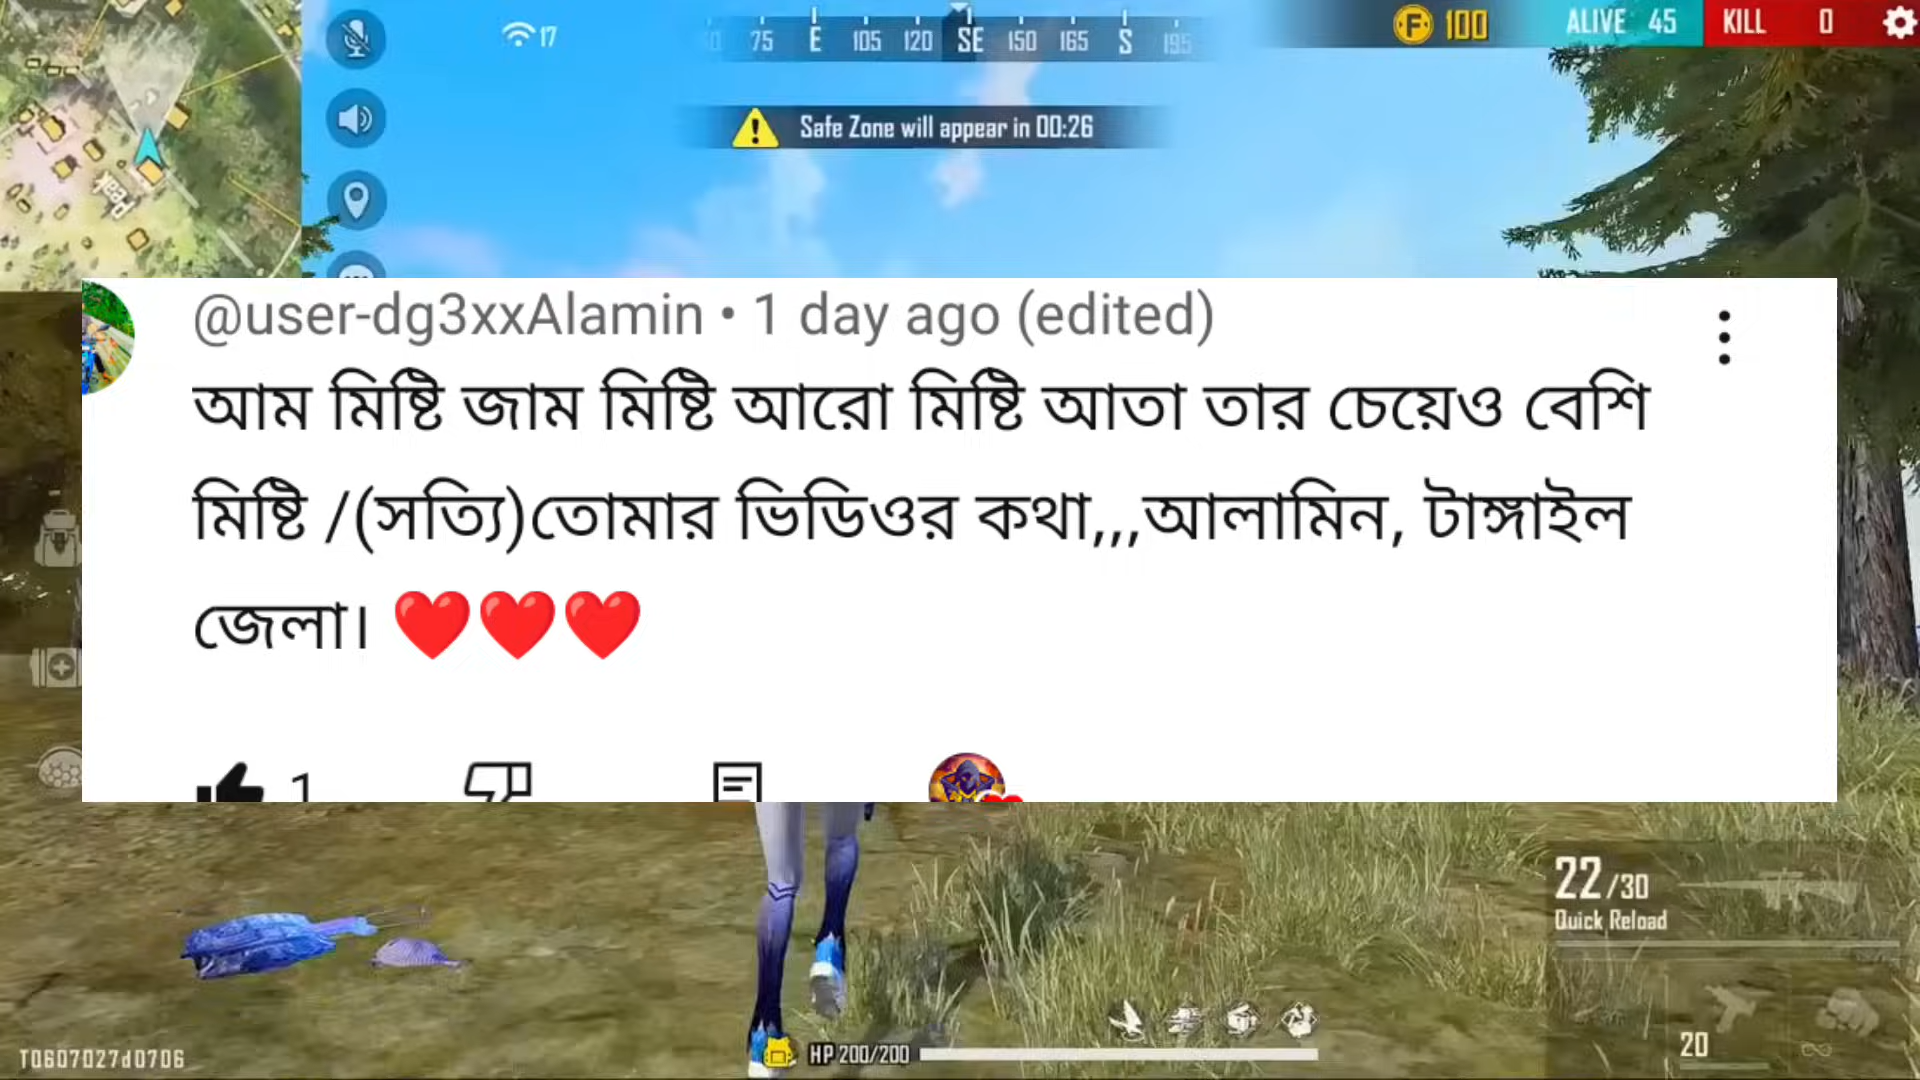 17
75 E 105 120 SE 150 165 S 195
100
ALIVE 45 KILL 0
Safe Zone will appear in 00:26
Peak
@user-dg3xxAlamin • 1 day ago (edited)
আম মিষ্টি জাম মিষ্টি আরো মিষ্টি আতা তার চেয়েও বেশি
মিষ্টি /(সত্যি)তোমার ভিডিওর কথা,,,আলামিন, টাঙ্গাইল
জেলা। ❤️❤️❤️
1
22/30
Quick Reload
20
HP 200/200
T0607027d0706